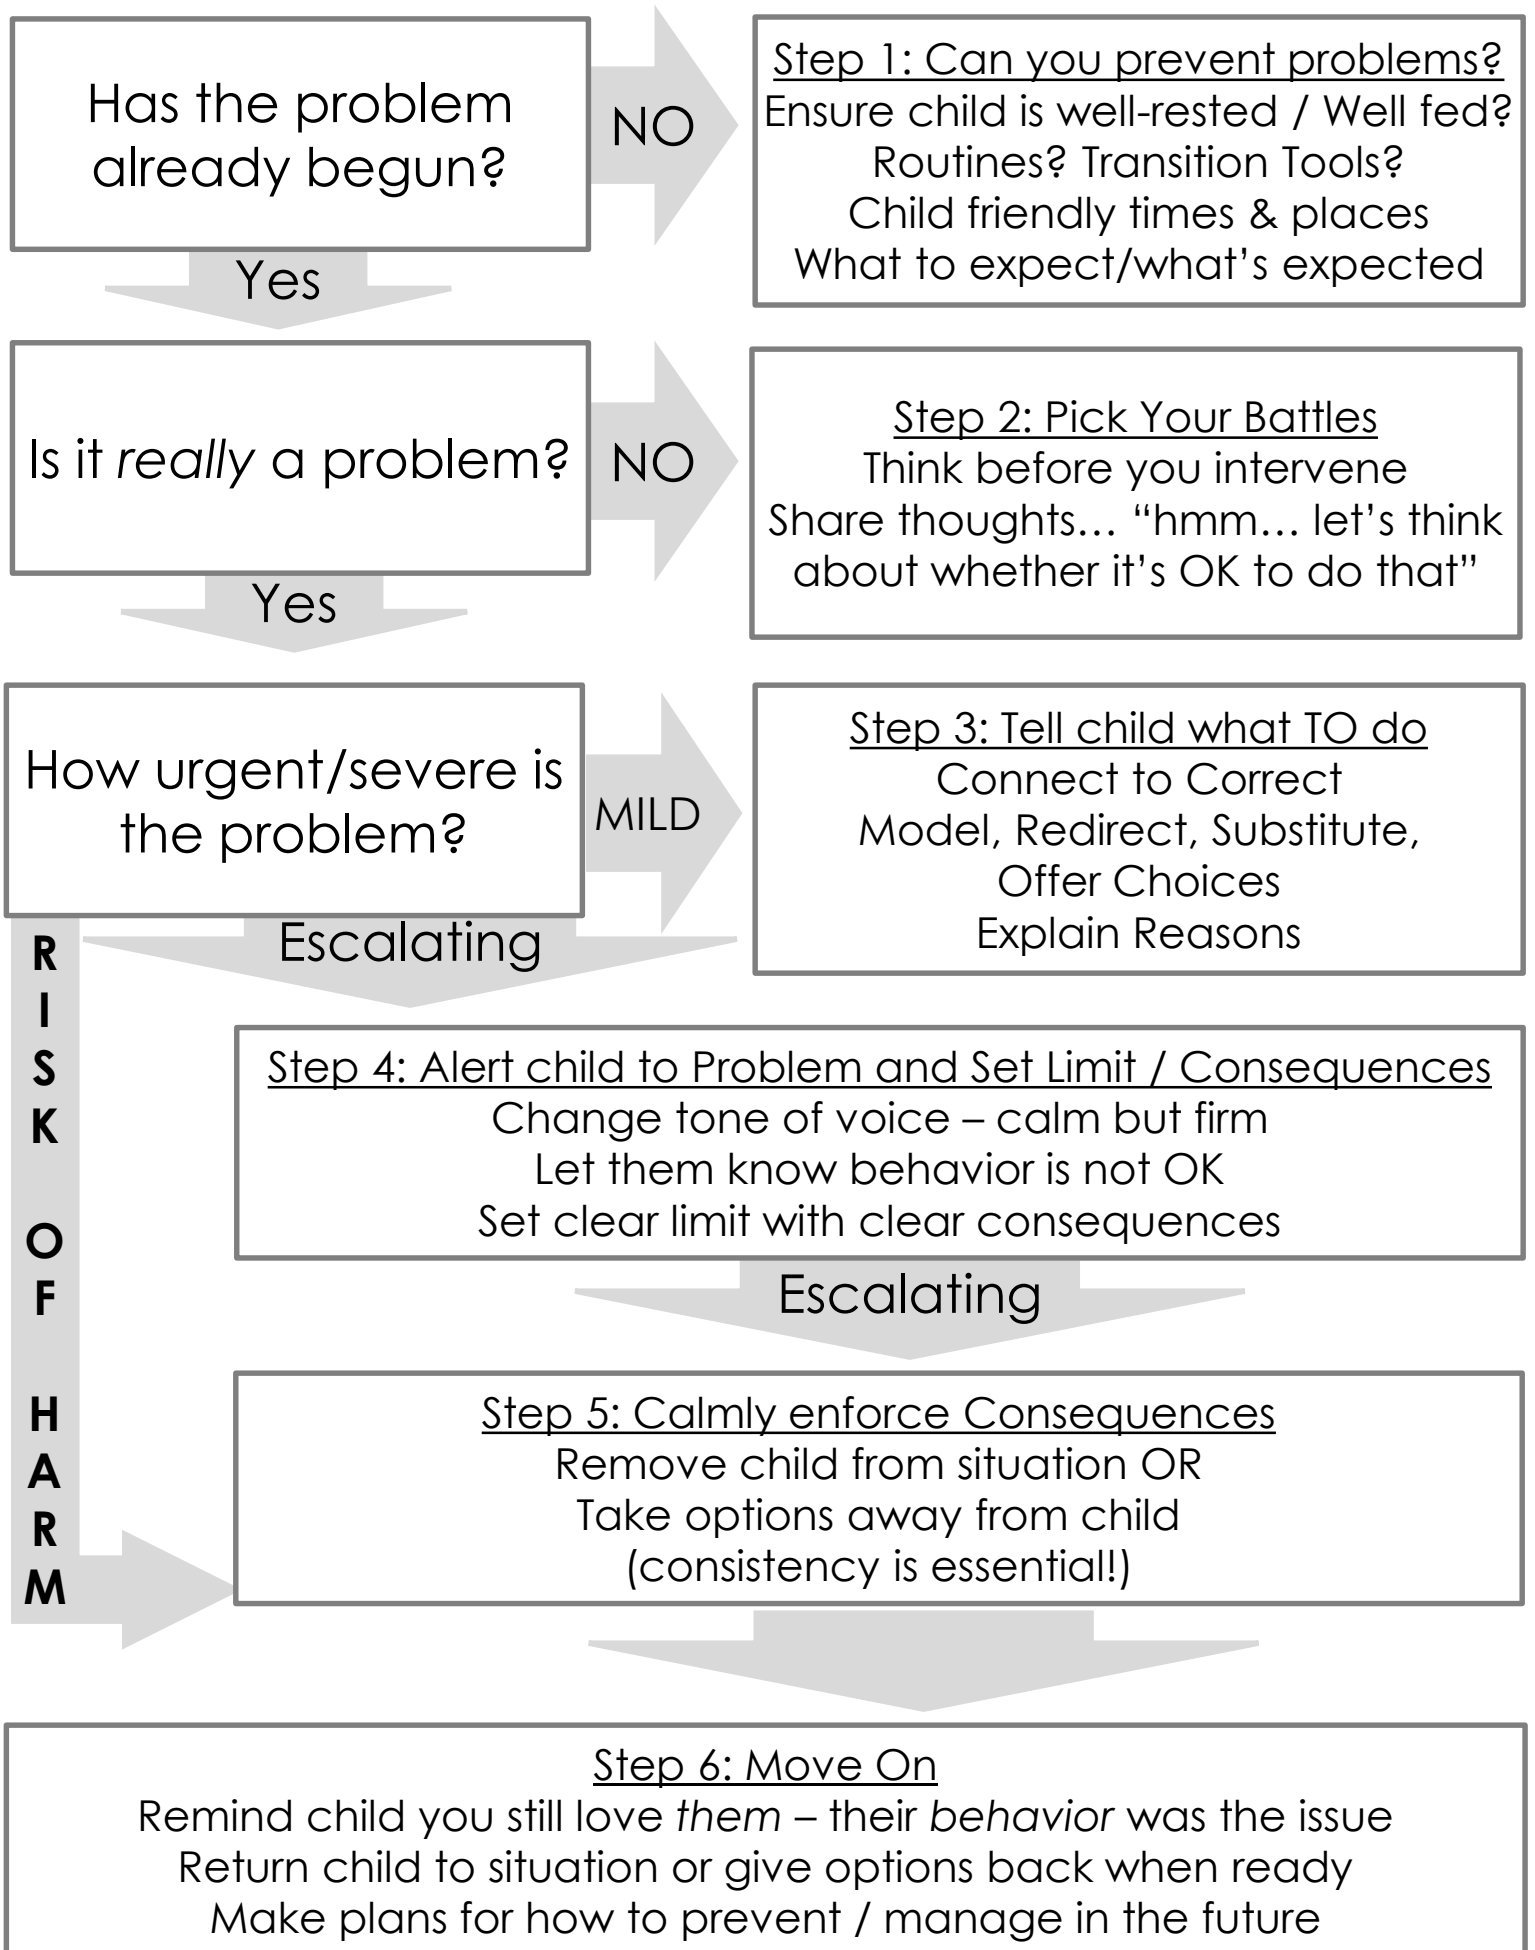 Has the problem
already begun?
NO
Step 1: Can you prevent problems?
Ensure child is well-rested / Well fed?
Routines? Transition Tools?
Child friendly times & places
What to expect/what's expected
Yes
Is it really a problem?
NO
Step 2: Pick Your Battles
Think before you intervene
Share thoughts… “hmm… let's think
about whether it's OK to do that”
Yes
How urgent/severe is
the problem?
MILD
Step 3: Tell child what TO do
Connect to Correct
Model, Redirect, Substitute,
Offer Choices
Explain Reasons
Escalating
RISK OF HARM
Step 4: Alert child to Problem and Set Limit / Consequences
Change tone of voice – calm but firm
Let them know behavior is not OK
Set clear limit with clear consequences
Escalating
Step 5: Calmly enforce Consequences
Remove child from situation OR
Take options away from child
(consistency is essential!)
Step 6: Move On
Remind child you still love them – their behavior was the issue
Return child to situation or give options back when ready
Make plans for how to prevent / manage in the future